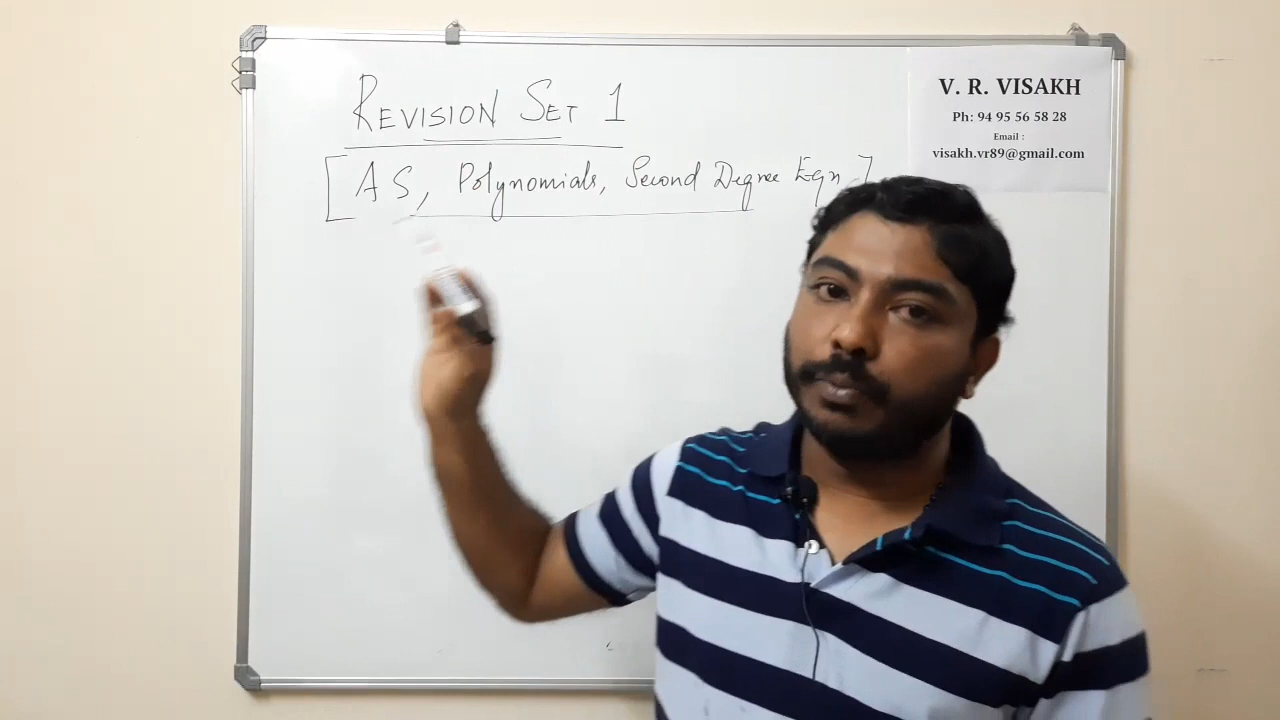 REVISION SET 1
[AS, Polynomials, Second Degree Eqn]
V. R. VISAKH
Ph: 94 95 56 58 28
Email :
visakh.vr89@gmail.com